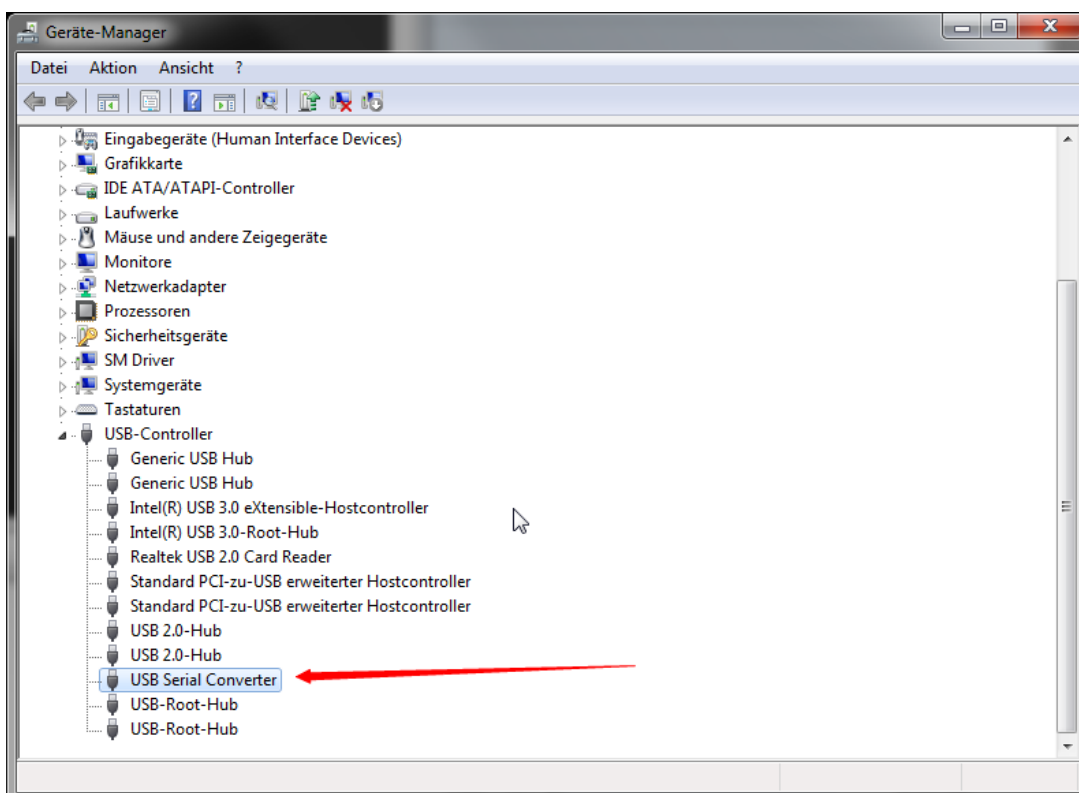 Geräte-Manager
Datei Aktion Ansicht ?
Eingabegeräte (Human Interface Devices)
Grafikkarte
IDE ATA/ATAPI-Controller
Laufwerke
Mäuse und andere Zeigegeräte
Monitore
Netzwerkadapter
Prozessoren
Sicherheitsgeräte
SM Driver
Systemgeräte
Tastaturen
USB-Controller
Generic USB Hub
Generic USB Hub
Intel(R) USB 3.0 eXtensible-Hostcontroller
Intel(R) USB 3.0-Root-Hub
Realtek USB 2.0 Card Reader
Standard PCI-zu-USB erweiterter Hostcontroller
Standard PCI-zu-USB erweiterter Hostcontroller
USB 2.0-Hub
USB 2.0-Hub
USB Serial Converter
USB-Root-Hub
USB-Root-Hub